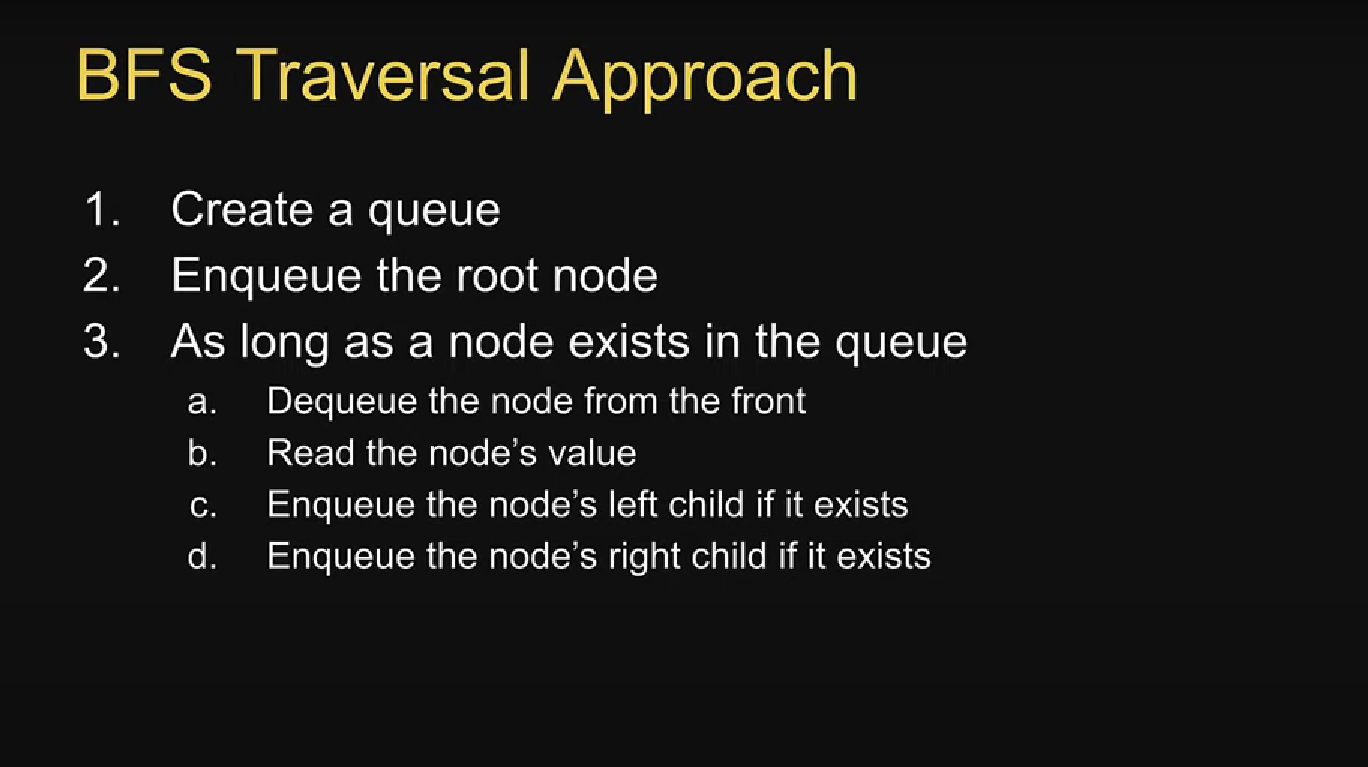 BFS Traversal Approach
1. Create a queue
2. Enqueue the root node
3. As long as a node exists in the queue
a. Dequeue the node from the front
b. Read the node’s value
c. Enqueue the node’s left child if it exists
d. Enqueue the node’s right child if it exists